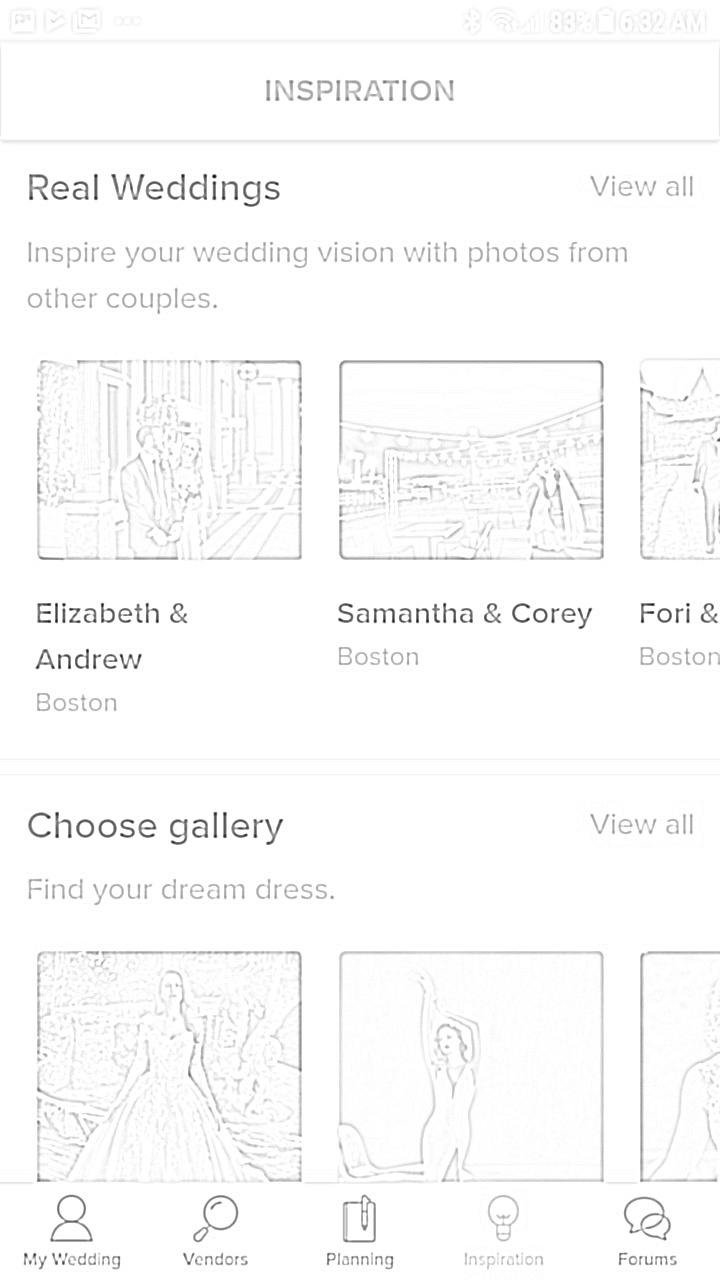 83% 6:32 AM
INSPIRATION
Real Weddings View all
Inspire your wedding vision with photos from
other couples.
Elizabeth &
Andrew
Boston
Samantha & Corey
Boston
Fori &
Boston
Choose gallery View all
Find your dream dress.
My Wedding Vendors Planning Inspiration Forums